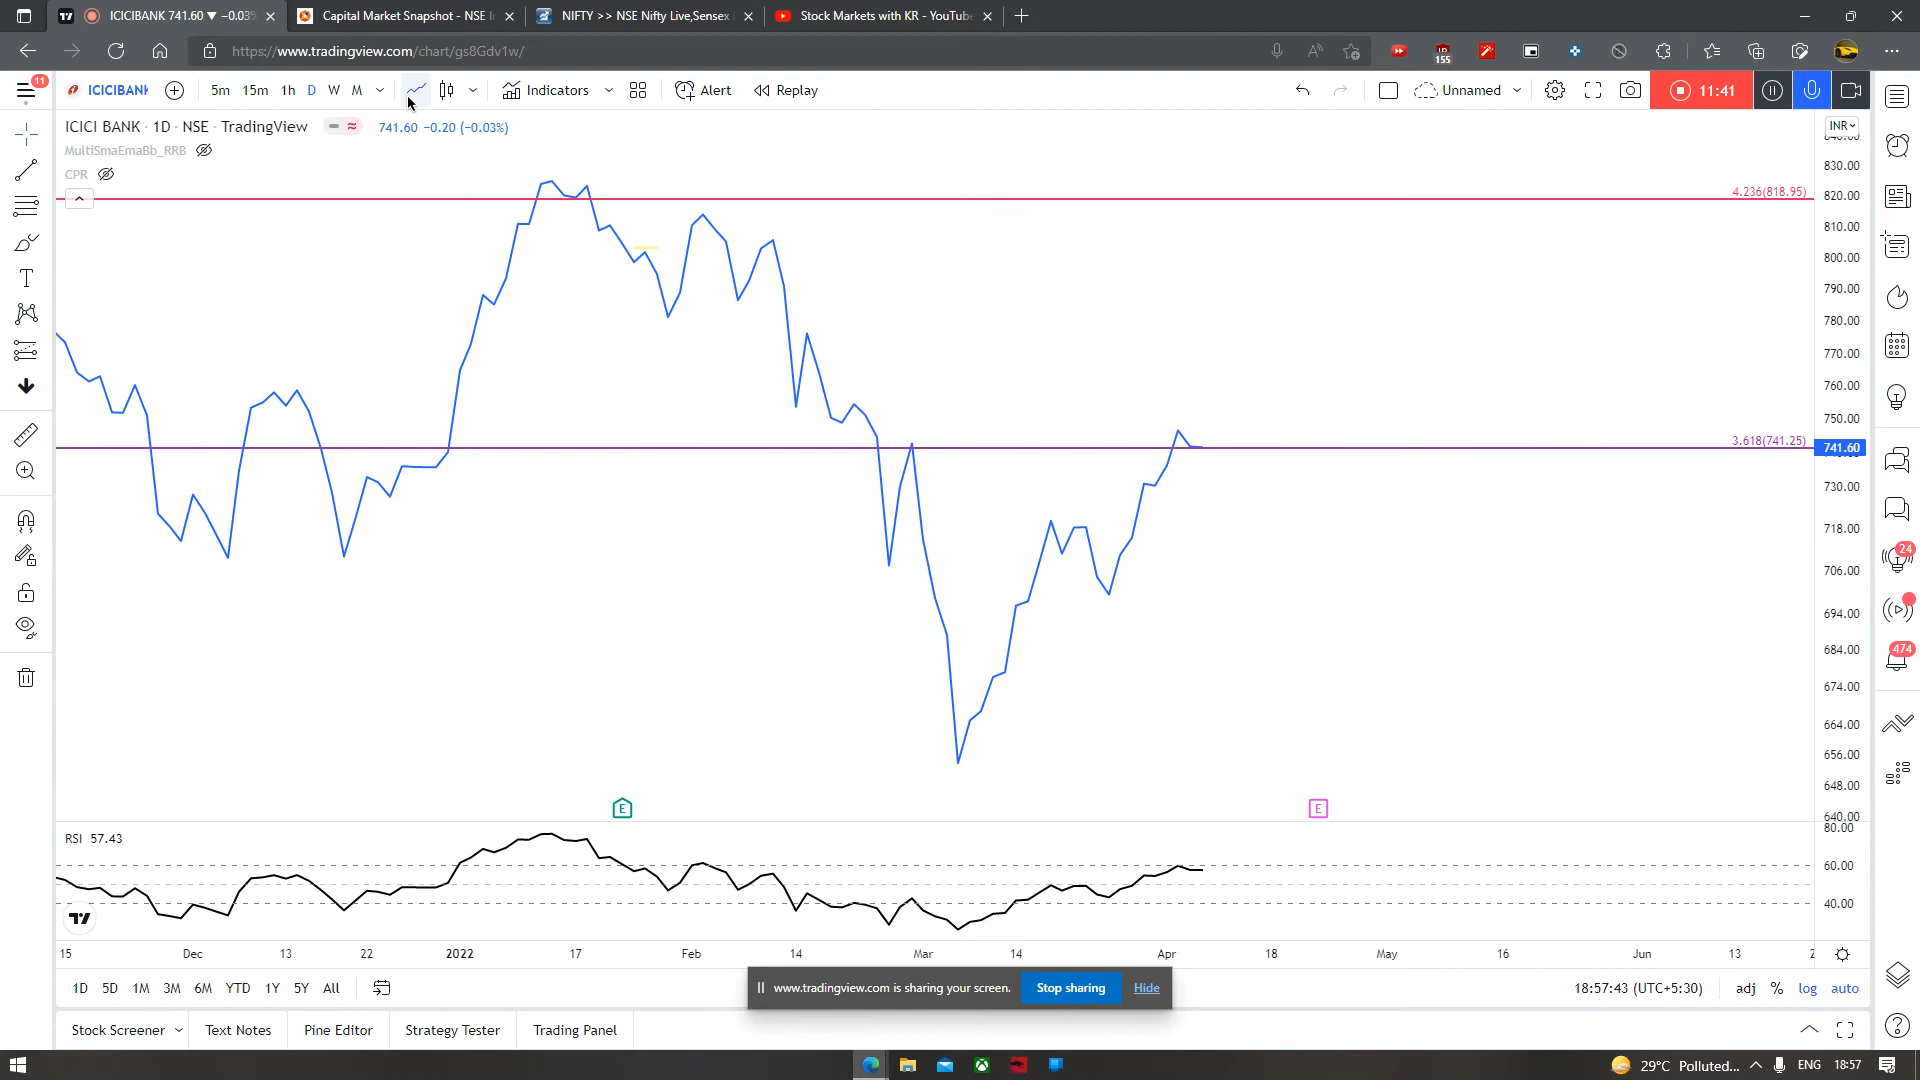 ICICIBANK 741.60 ▼ −0.03%
Capital Market Snapshot - NSE I
NIFTY >> NSE Nifty Live,Sensex
Stock Markets with KR - YouTube
https://www.tradingview.com/chart/gs8Gdv1w/
155
11
ICICIBANK
5m 15m 1h D W M
Indicators
Alert
Replay
Unnamed
11:41
ICICI BANK · 1D · NSE · TradingView
741.60 −0.20 (−0.03%)
MultiSmaEmaBb_RRB
CPR
INR
840.00
830.00
4.236(818.95)
820.00
810.00
800.00
790.00
780.00
770.00
760.00
750.00
3.618(741.25)
741.60
730.00
718.00
706.00
694.00
684.00
674.00
664.00
656.00
648.00
640.00
24
474
E
E
RSI 57.43
80.00
60.00
40.00
15 Dec 13 22 2022 17 Feb 14 Mar 14 Apr 18 May 16 Jun 13
1D 5D 1M 3M 6M YTD 1Y 5Y All
www.tradingview.com is sharing your screen.
Stop sharing
Hide
18:57:43 (UTC+5:30)
adj % log auto
Stock Screener
Text Notes
Pine Editor
Strategy Tester
Trading Panel
29°C Polluted...
ENG
18:57